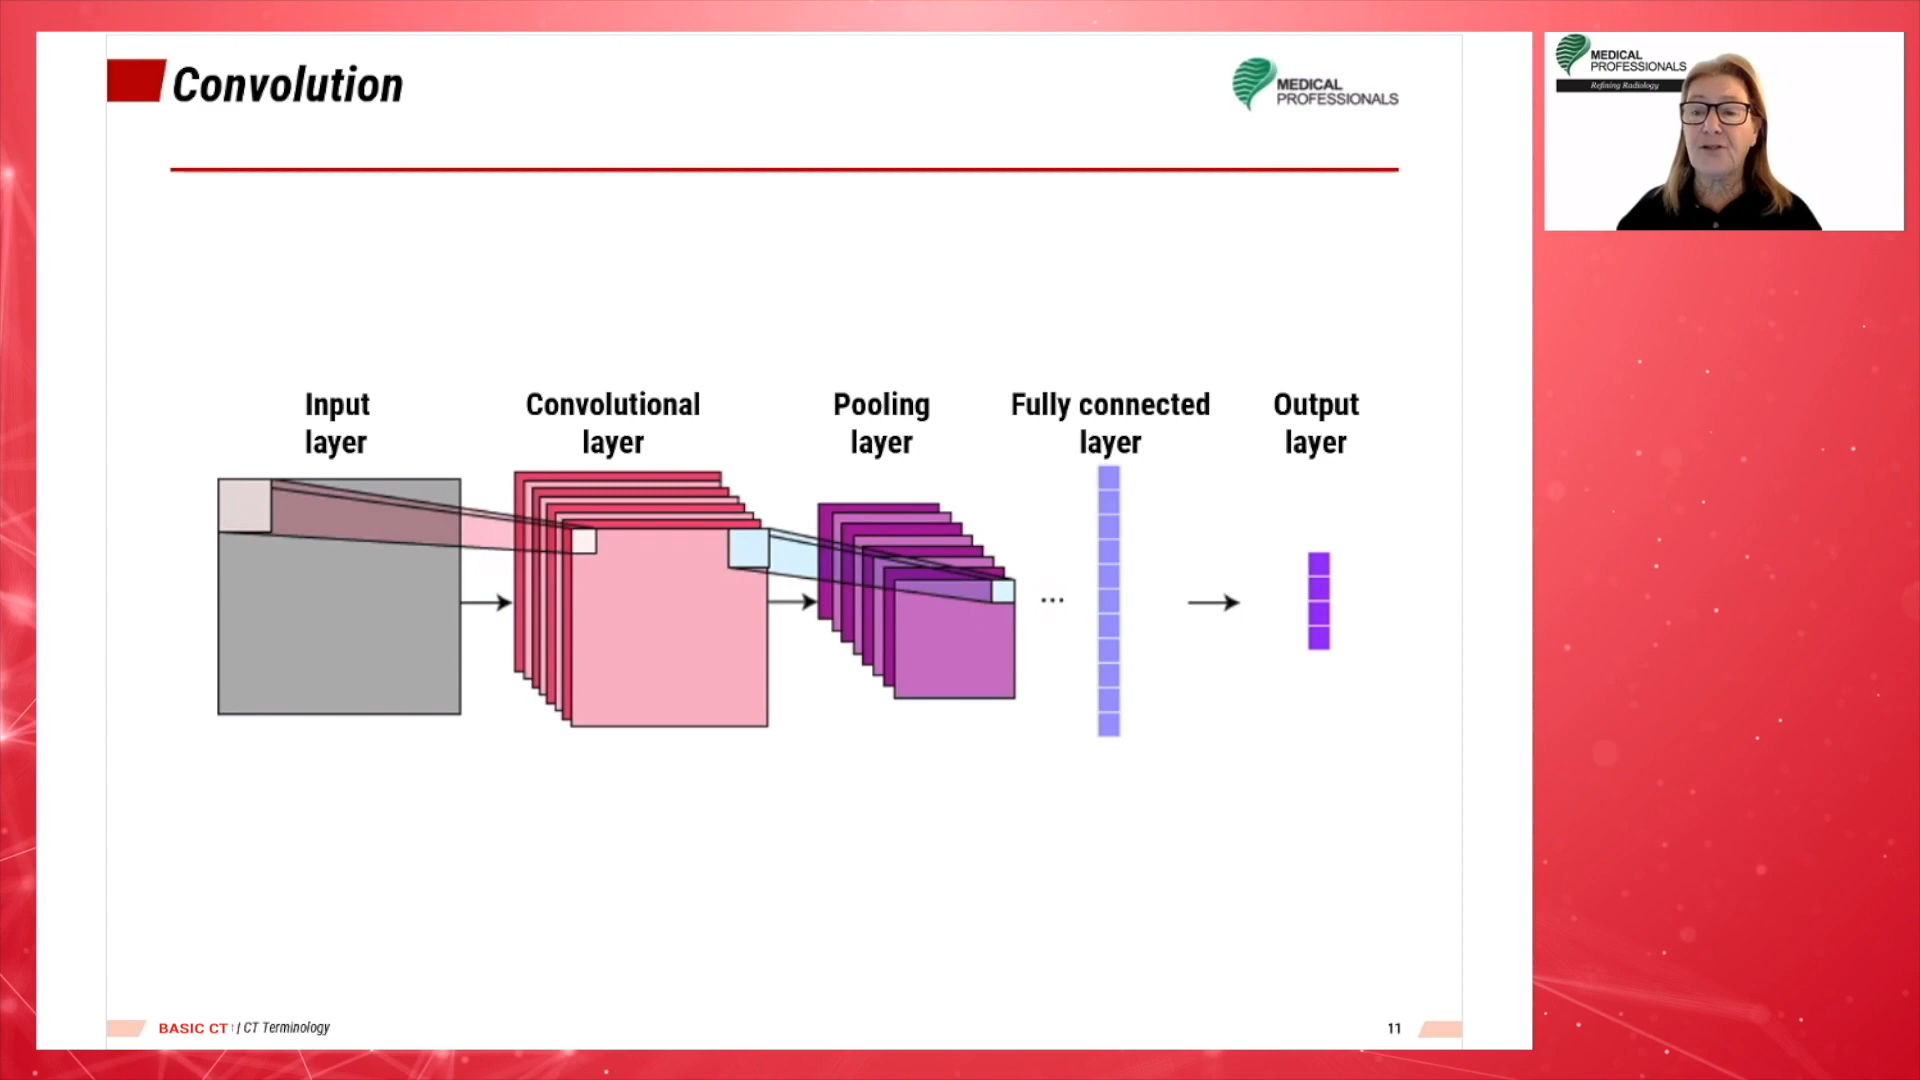 Convolution
MEDICAL
PROFESSIONALS
Input
layer
Convolutional
layer
Pooling
layer
Fully connected
layer
Output
layer
...
BASIC CT | CT Terminology
11
MEDICAL
PROFESSIONALS
Refining Radiology